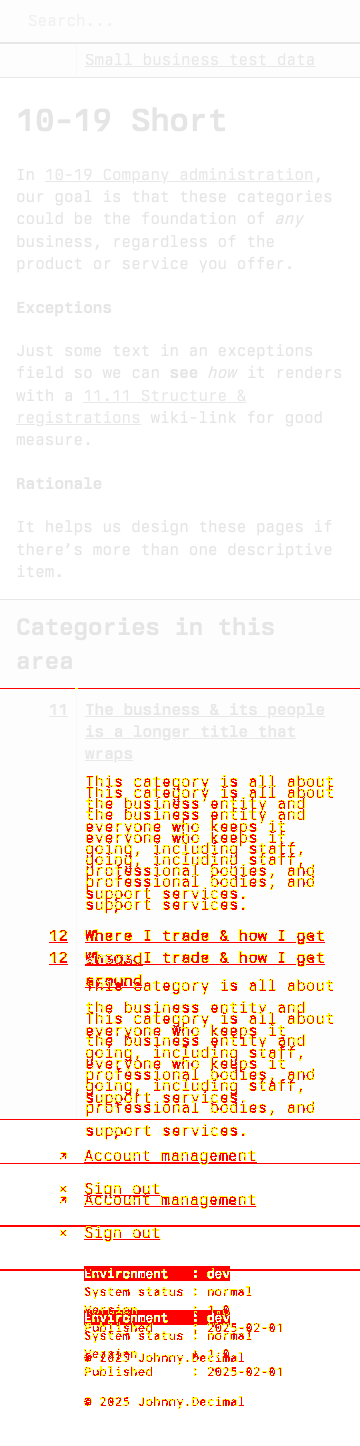 Search...
Small business test data
10-19 Short
In 10-19 Company administration,
our goal is that these categories
could be the foundation of any
business, regardless of the
product or service you offer.
Exceptions
Just some text in an exceptions
field so we can see how it renders
with a 11.11 Structure &
registrations wiki-link for good
measure.
Rationale
It helps us design these pages if
there's more than one descriptive
item.
Categories in this
area
11 The business & its people
is a longer title that
wraps
This category is all about
This category is all about
the business entity and
the business entity and
everyone who keeps it
everyone who keeps it
going, including staff,
going, including staff,
professional bodies, and
professional bodies, and
support services.
support services.
12 Where I trade & how I get
12 Where I trade & how I get
around
around
This category is all about
the business entity and
This category is all about
everyone who keeps it
the business entity and
going, including staff,
everyone who keeps it
professional bodies, and
going, including staff,
support services.
professional bodies, and
support services.
↗ Account management
× Sign out
↗ Account management
× Sign out
Environment : dev
System status : normal
Version : 1.0
Environment : dev
Published : 2025-02-01
System status : normal
Version : 1.0
© 2025 Johnny.Decimal
Published : 2025-02-01
© 2025 Johnny.Decimal